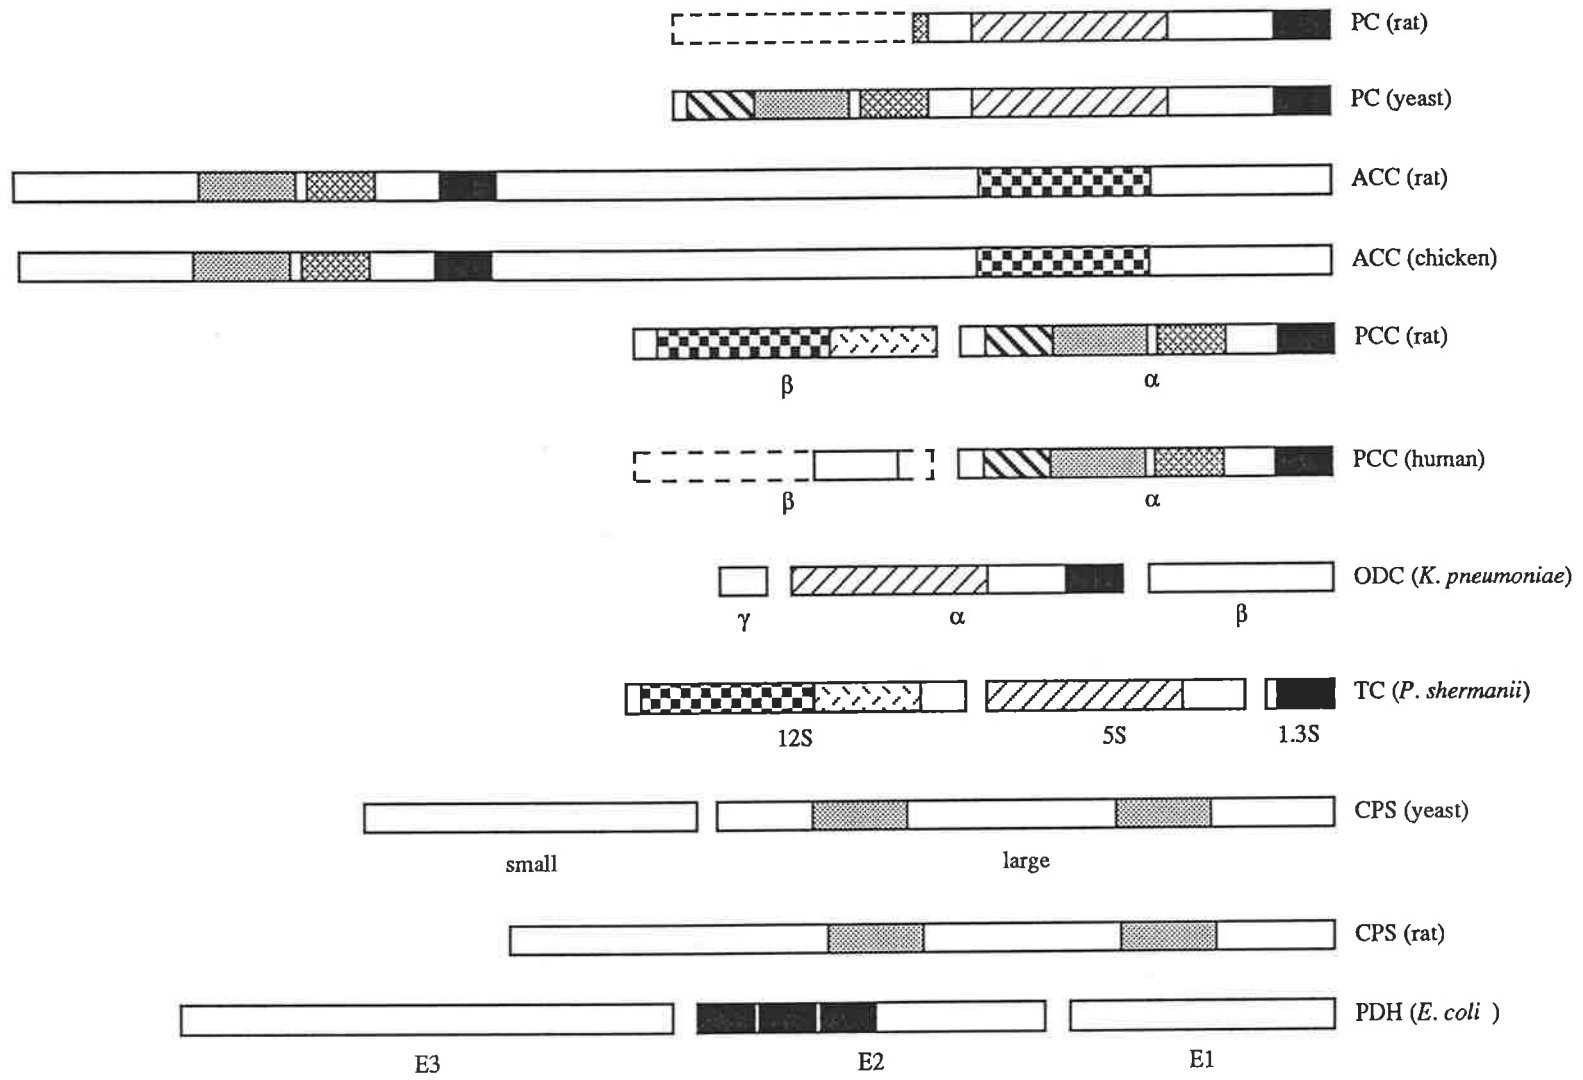 PC (rat)
PC (yeast)
ACC (rat)
ACC (chicken)
PCC (rat)
β α
PCC (human)
β α
ODC (K. pneumoniae)
γ α β
TC (P. shermanii)
12S 5S 1.3S
CPS (yeast)
small large
CPS (rat)
PDH (E. coli )
E3 E2 E1